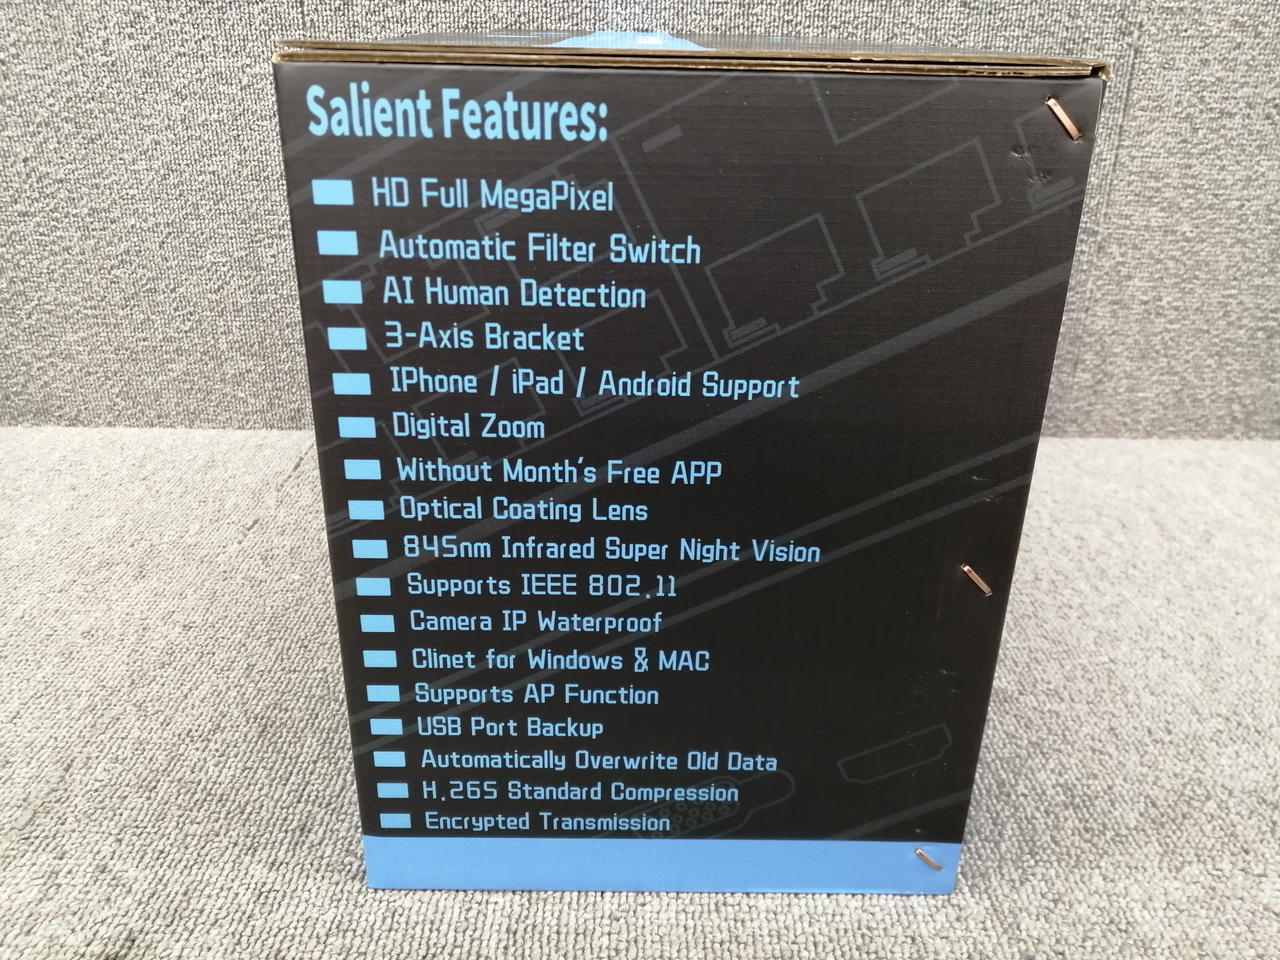 Salient Features:
HD Full MegaPixel
Automatic Filter Switch
AI Human Detection
3-Axis Bracket
IPhone / iPad / Android Support
Digital Zoom
Without Month's Free APP
Optical Coating Lens
845nm Infrared Super Night Vision
Supports IEEE 802.11
Camera IP Waterproof
Clinet for Windows & MAC
Supports AP Function
USB Port Backup
Automatically Overwrite Old Data
H.265 Standard Compression
Encrypted Transmission